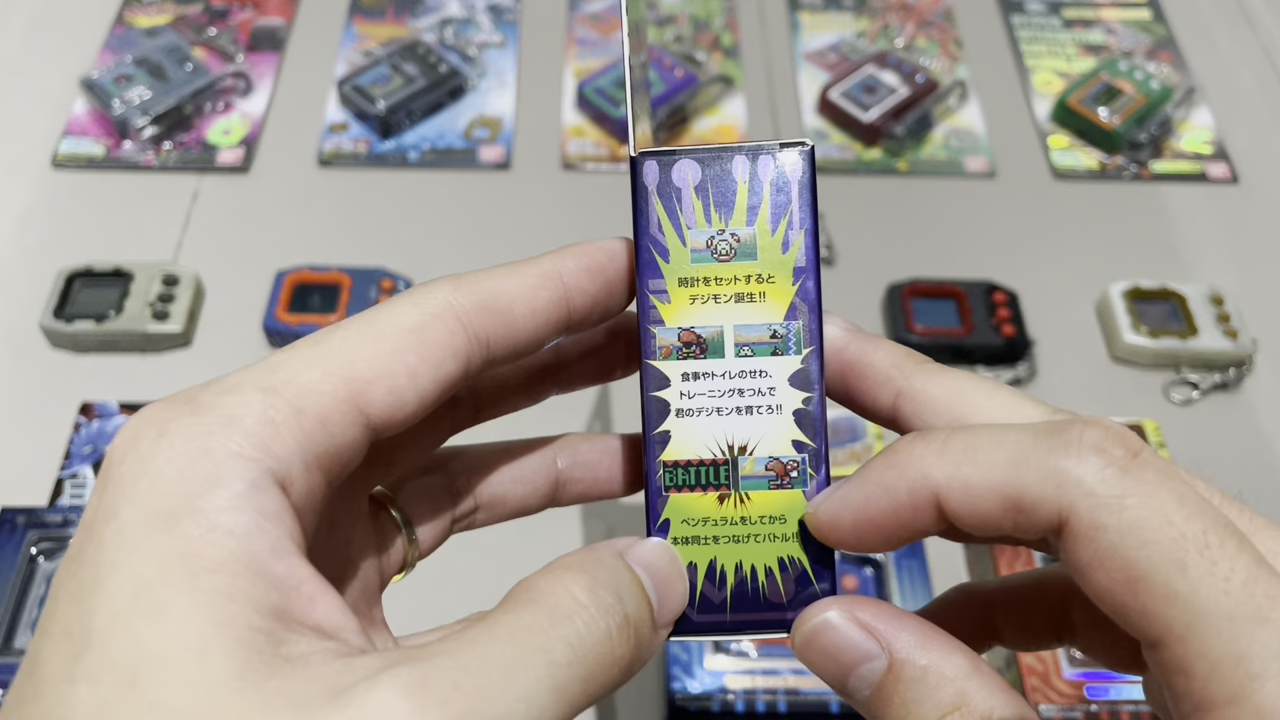 時計をセットすると
デジモン誕生!!
食事やトイレのせわ、
トレーニングをつんで
君のデジモンを育てろ!!
BATTLE
ペンデュラムをしてから
本体同士をつなげてバトル!!